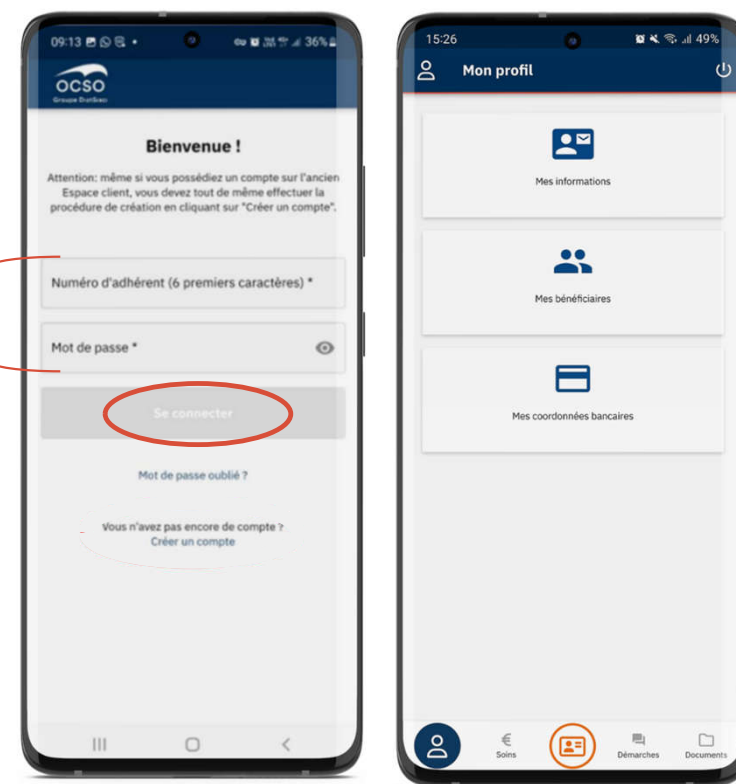 09:13
36%
OCSO
Bienvenue !
Attention: même si vous possédiez un compte sur l'ancien
Espace client, vous devez tout de même effectuer la
procédure de création en cliquant sur "Créer un compte".
Numéro d'adhérent (6 premiers caractères) *
Mot de passe *
Se connecter
Mot de passe oublié ?
Vous n'avez pas encore de compte ?
Créer un compte
15:26
49%
Mon profil
Mes informations
Mes bénéficiaires
Mes coordonnées bancaires
Soins
Démarches
Documents